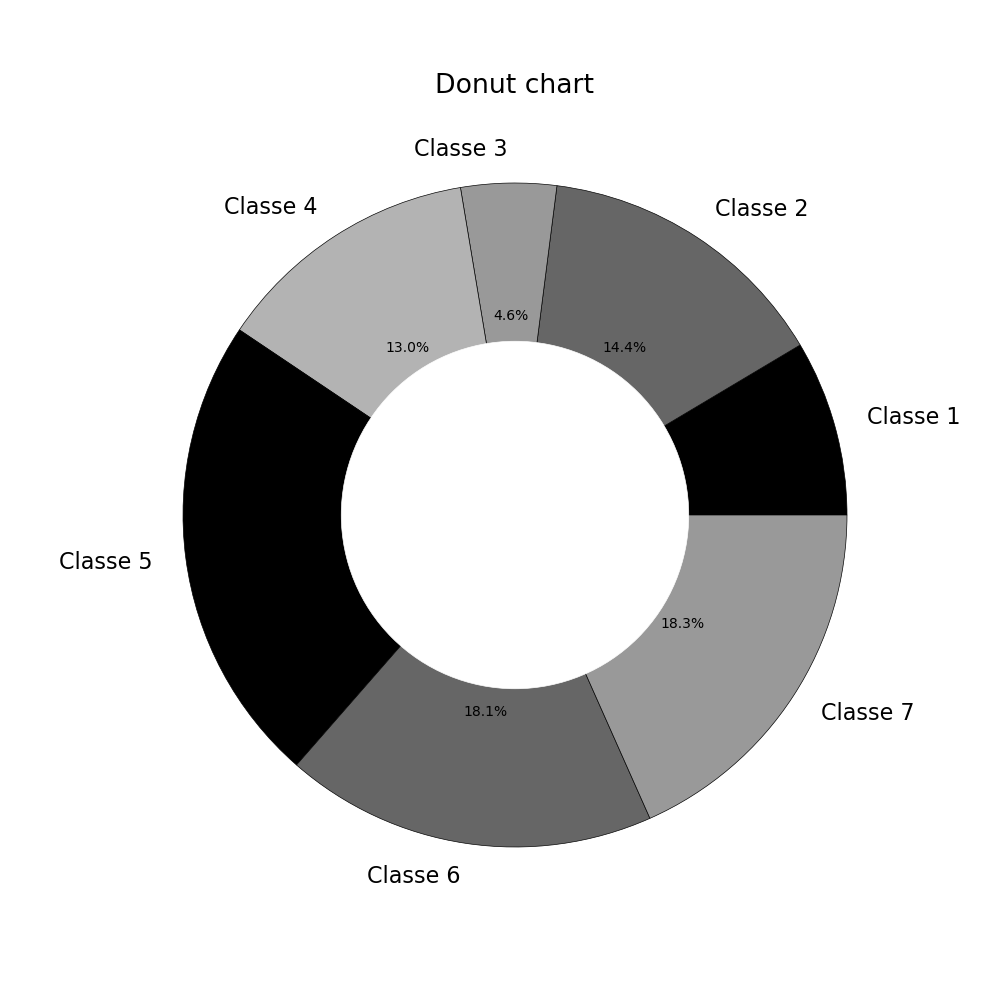 Donut chart
Classe 3
Classe 4
Classe 2
4.6%
13.0%
14.4%
Classe 1
Classe 5
18.3%
18.1%
Classe 7
Classe 6